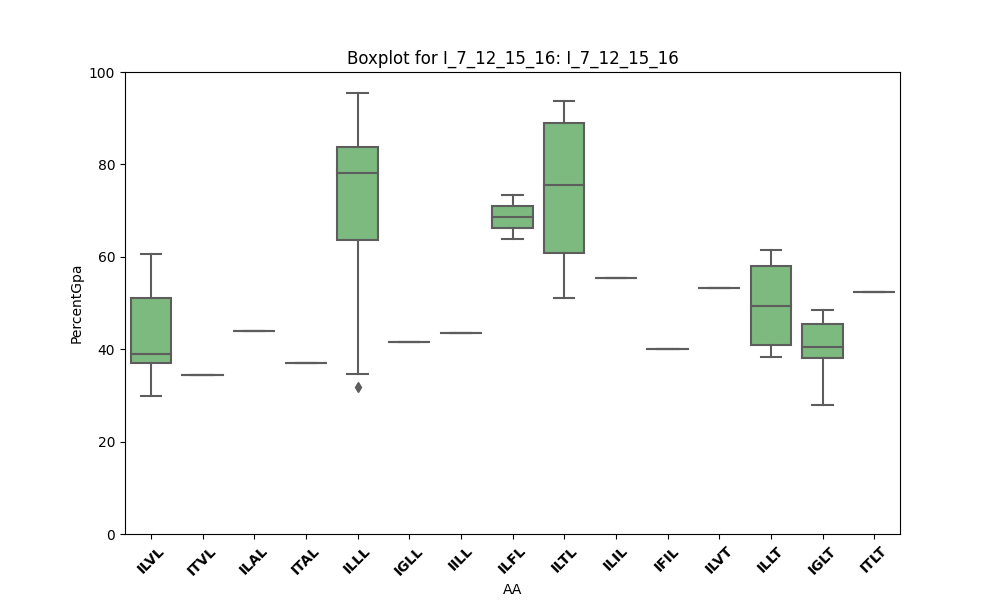 Boxplot for I_7_12_15_16: I_7_12_15_16
100
80
60
40
20
0
PercentGpa
ILVL
ITVL
ILAL
ITAL
ILLL
IGLL
IILL
ILFL
ILTL
ILIL
IFIL
ILVT
ILLT
IGLT
ITLT
AA